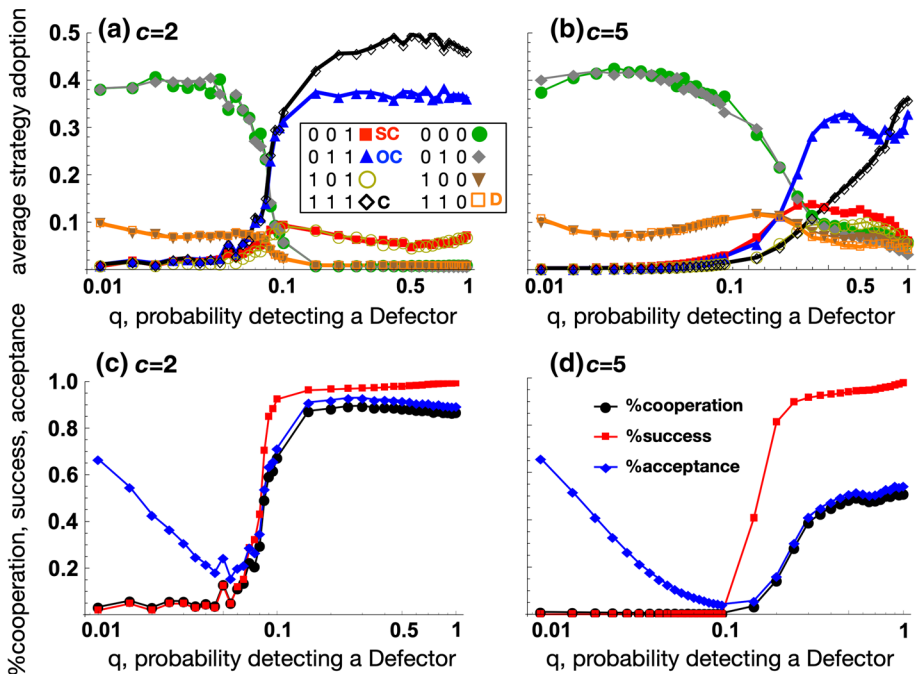 (a) c=2
(b) c=5
average strategy adoption
0.5
0.4
0.3
0.2
0.1
0 0 1 SC 0 0 0
0 1 1 OC 0 1 0
1 0 1 1 0 0
1 1 1 C 1 1 0 D
0.01 0.1 0.5 1
0.01 0.1 0.5 1
q, probability detecting a Defector
q, probability detecting a Defector
(c) c=2
(d) c=5
%cooperation, success, acceptance
1.0
0.8
0.6
0.4
0.2
%cooperation
%success
%acceptance
0.01 0.1 0.5 1
0.01 0.1 0.5 1
q, probability detecting a Defector
q, probability detecting a Defector